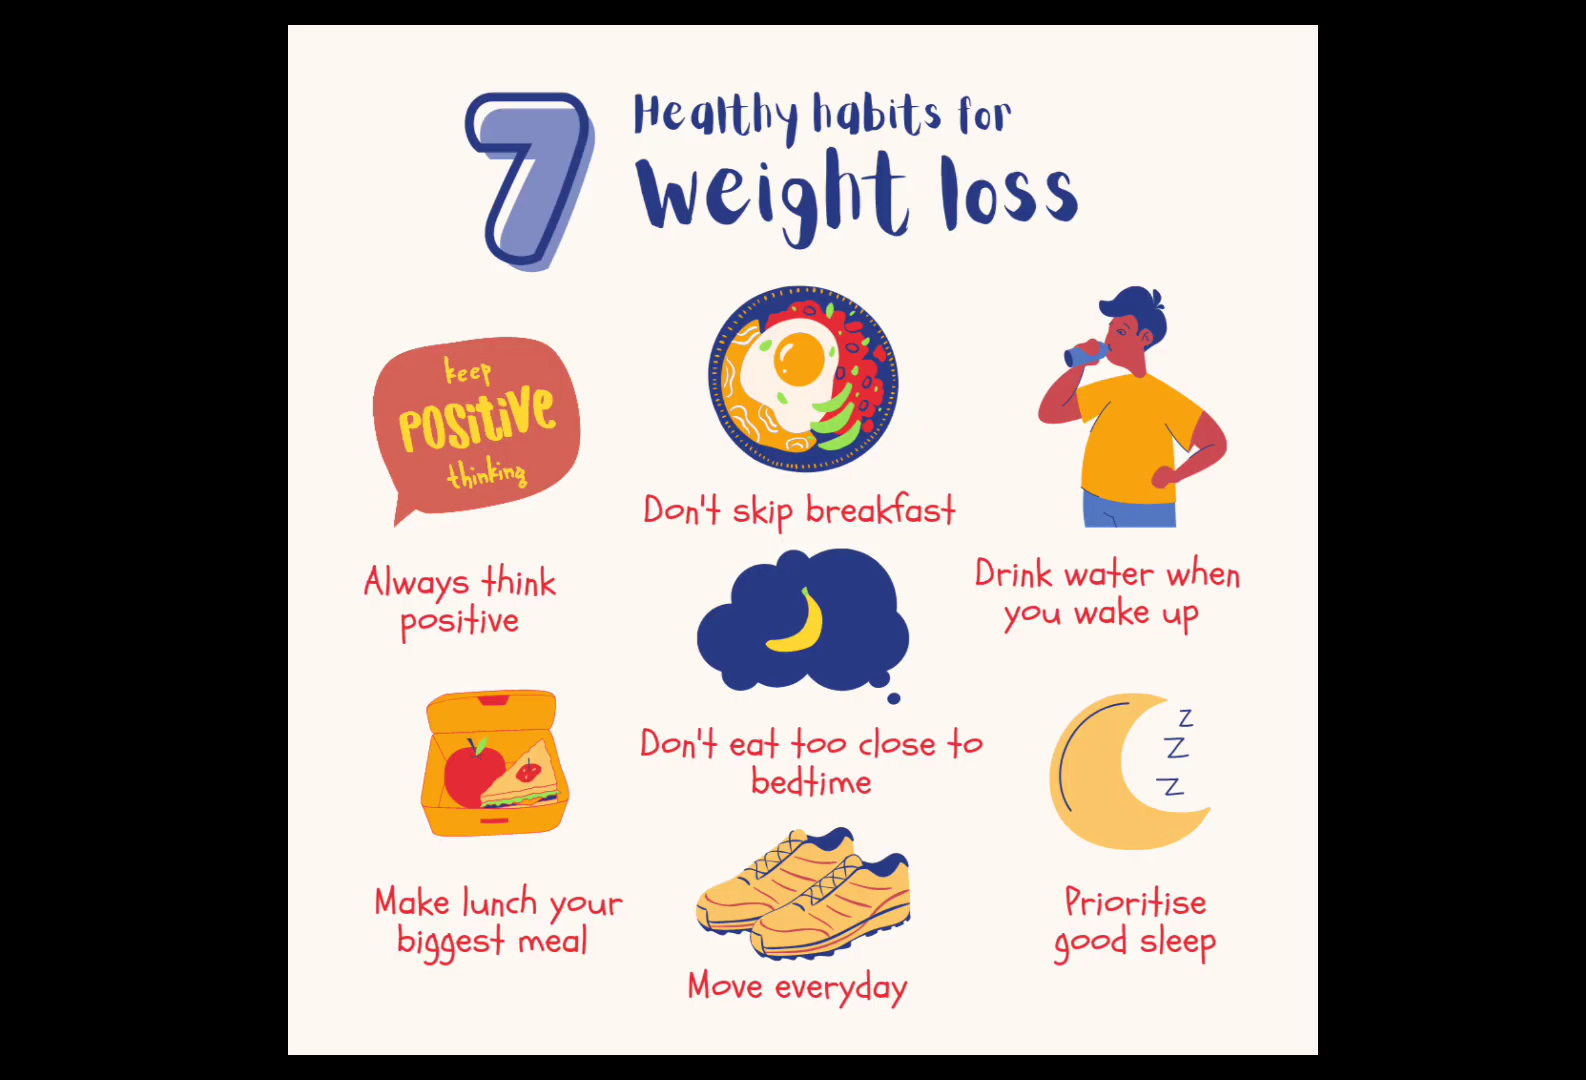 7
Healthy habits for
weight loss
keep
POSitiVe
thinking
Always think
positive
Don't skip breakfast
Drink water when
you wake up
Don't eat too close to
bedtime
Make lunch your
biggest meal
Z
Z
Z
Prioritise
good sleep
Move everyday